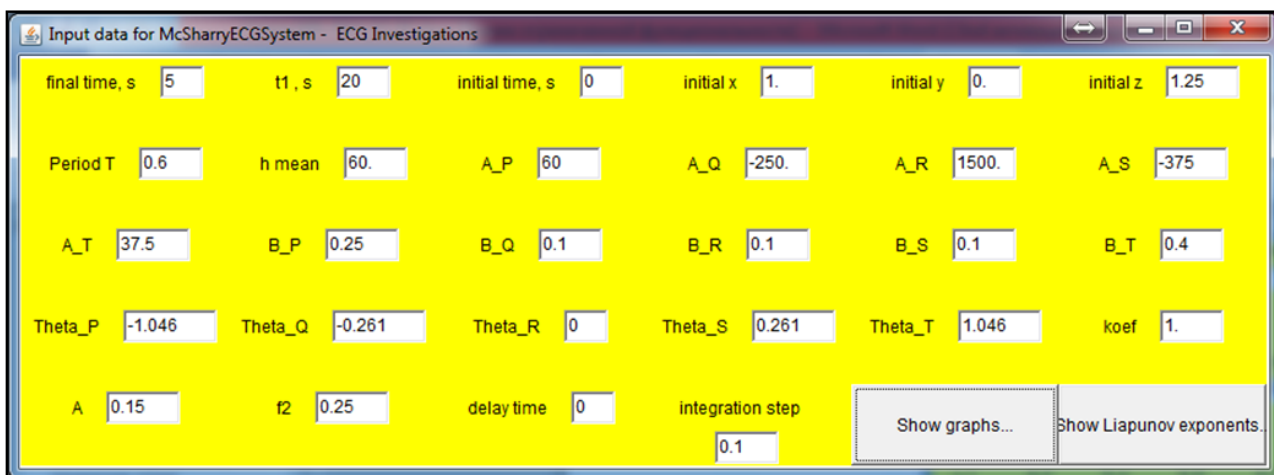 Input data for McSharryECGSystem - ECG Investigations
final time, s 5 t1 , s 20 initial time, s 0 initial x 1. initial y 0. initial z 1.25
Period T 0.6 h mean 60. A_P 60 A_Q -250. A_R 1500. A_S -375
A_T 37.5 B_P 0.25 B_Q 0.1 B_R 0.1 B_S 0.1 B_T 0.4
Theta_P -1.046 Theta_Q -0.261 Theta_R 0 Theta_S 0.261 Theta_T 1.046 koef 1.
A 0.15 f2 0.25 delay time 0 integration step
0.1
Show graphs... Show Liapunov exponents..